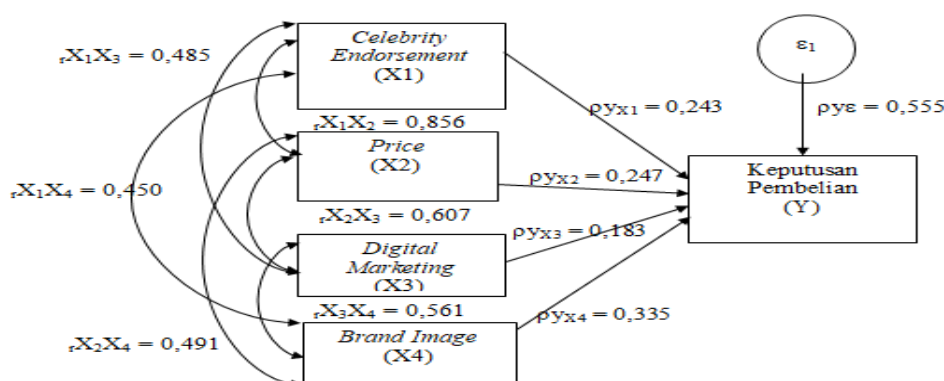 Celebrity
Endorsement
(X1)
ε1
rX1X3 = 0,485
ρyx1 = 0,243
ρyε = 0,555
rX1X2 = 0,856
Price
(X2)
Keputusan
Pembelian
(Y)
ρyx2 = 0,247
rX1X4 = 0,450
rX2X3 = 0,607
ρyx3 = 0,183
Digital
Marketing
(X3)
rX3X4 = 0,561
ρyx4 = 0,335
Brand Image
(X4)
rX2X4 = 0,491